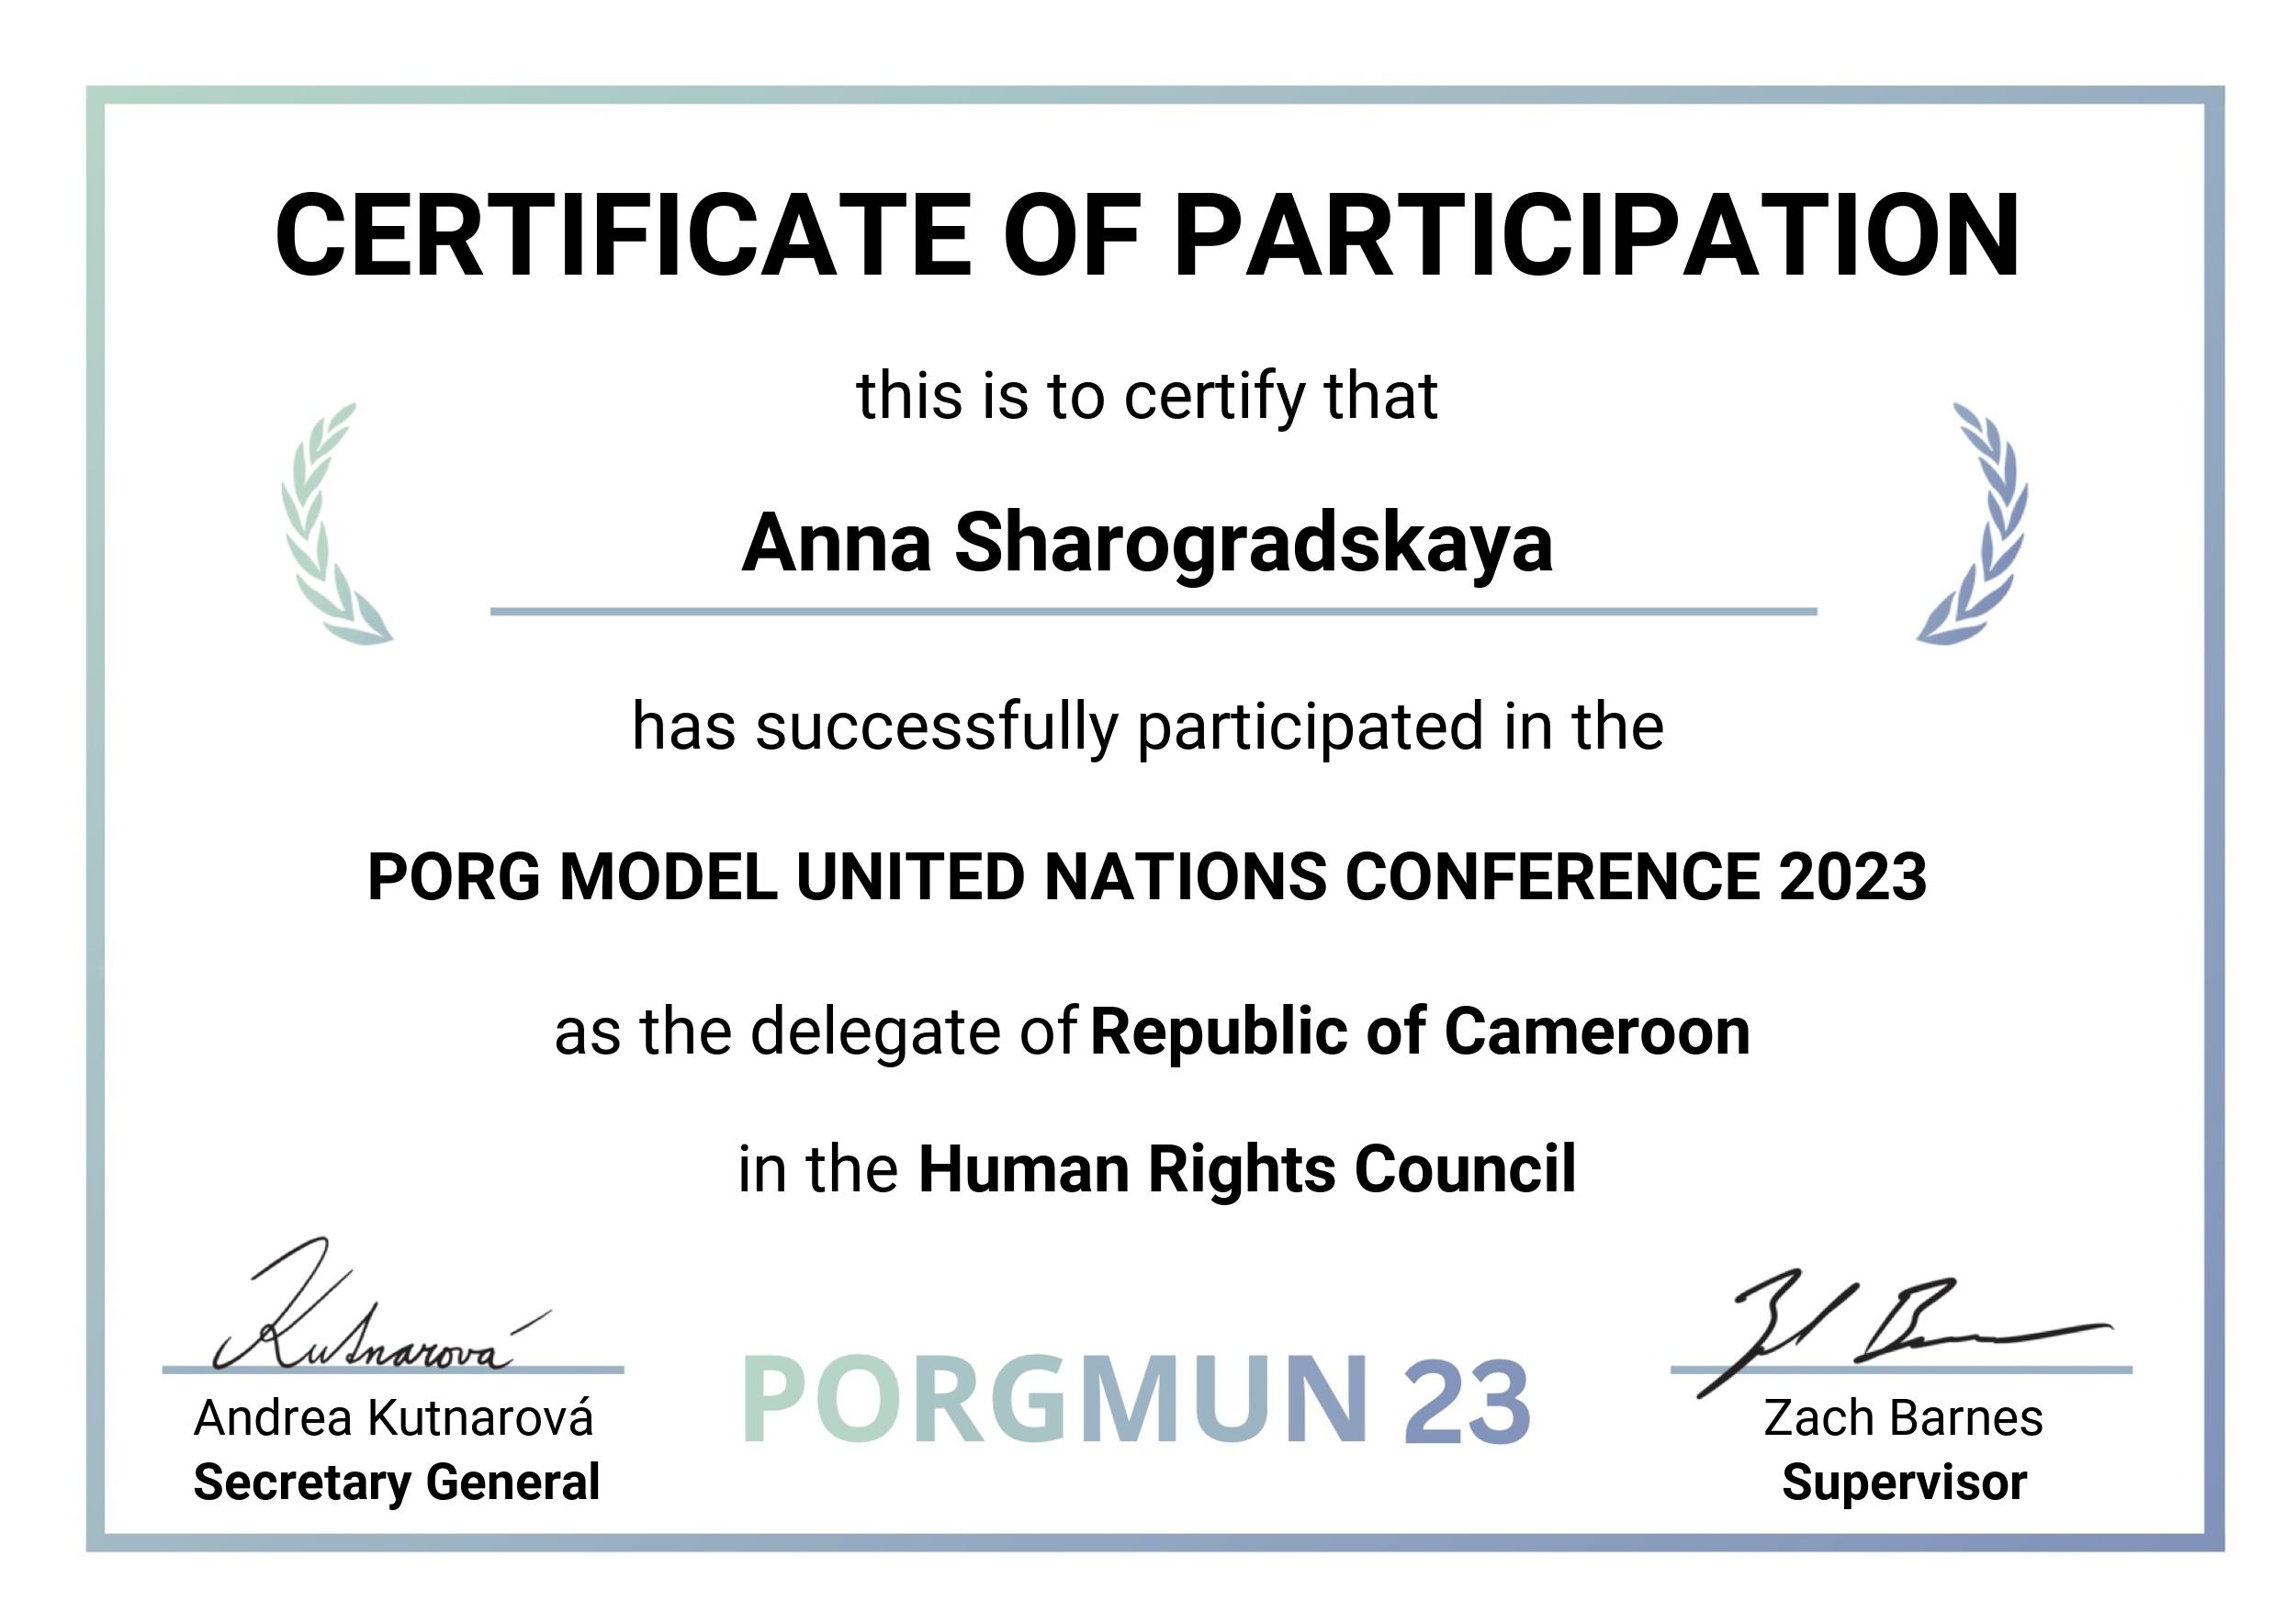 CERTIFICATE OF PARTICIPATION
this is to certify that
Anna Sharogradskaya
has successfully participated in the
PORG MODEL UNITED NATIONS CONFERENCE 2023
as the delegate of Republic of Cameroon
in the Human Rights Council
Kutnarová
Andrea Kutnarová
Secretary General
PORGMUN 23
Zach Barnes
Supervisor